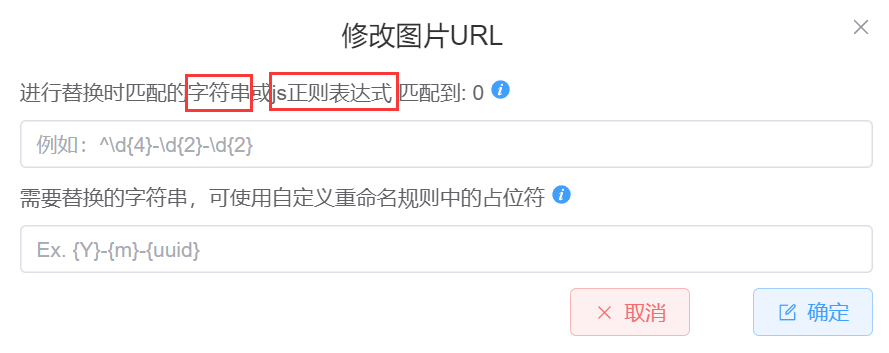 修改图片URL
进行替换时匹配的字符串或js正则表达式 匹配到: 0
例如：^\d{4}-\d{2}-\d{2}
需要替换的字符串，可使用自定义重命名规则中的占位符
Ex. {Y}-{m}-{uuid}
取消 确定